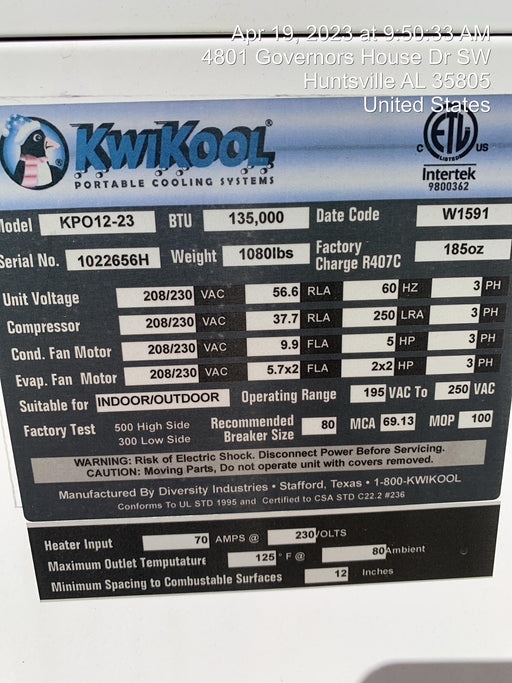 Apr 19, 2023 at 9:50:33 AM
4801 Governors House Dr SW
Huntsville AL 35805
United States
KWIKOOL®
PORTABLE COOLING SYSTEMS
ETL
LISTED
C US
Intertek
9800362
Model KPO12-23 BTU 135,000 Date Code W1591
Serial No. 1022656H Weight 1080lbs Factory Charge R407C 185oz
Unit Voltage 208/230 VAC 56.6 RLA 60 HZ 3 PH
Compressor 208/230 VAC 37.7 RLA 250 LRA 3 PH
Cond. Fan Motor 208/230 VAC 9.9 FLA 5 HP 3 PH
Evap. Fan Motor 208/230 VAC 5.7x2 FLA 2x2 HP 3 PH
Suitable for INDOOR/OUTDOOR Operating Range 195 VAC To 250 VAC
Factory Test 500 High Side
300 Low Side
Recommended
Breaker Size 80 MCA 69.13 MOP 100
WARNING: Risk of Electric Shock. Disconnect Power Before Servicing.
CAUTION: Moving Parts, Do not operate unit with covers removed.
Manufactured By Diversity Industries • Stafford, Texas • 1-800-KWIKOOL
Conforms To UL STD 1995 and Certified to CSA STD C22.2 #236
Heater Input 70 AMPS @ 230 VOLTS
Maximum Outlet Temputature 125 ° F @ 80 Ambient
Minimum Spacing to Combustable Surfaces 12 Inches